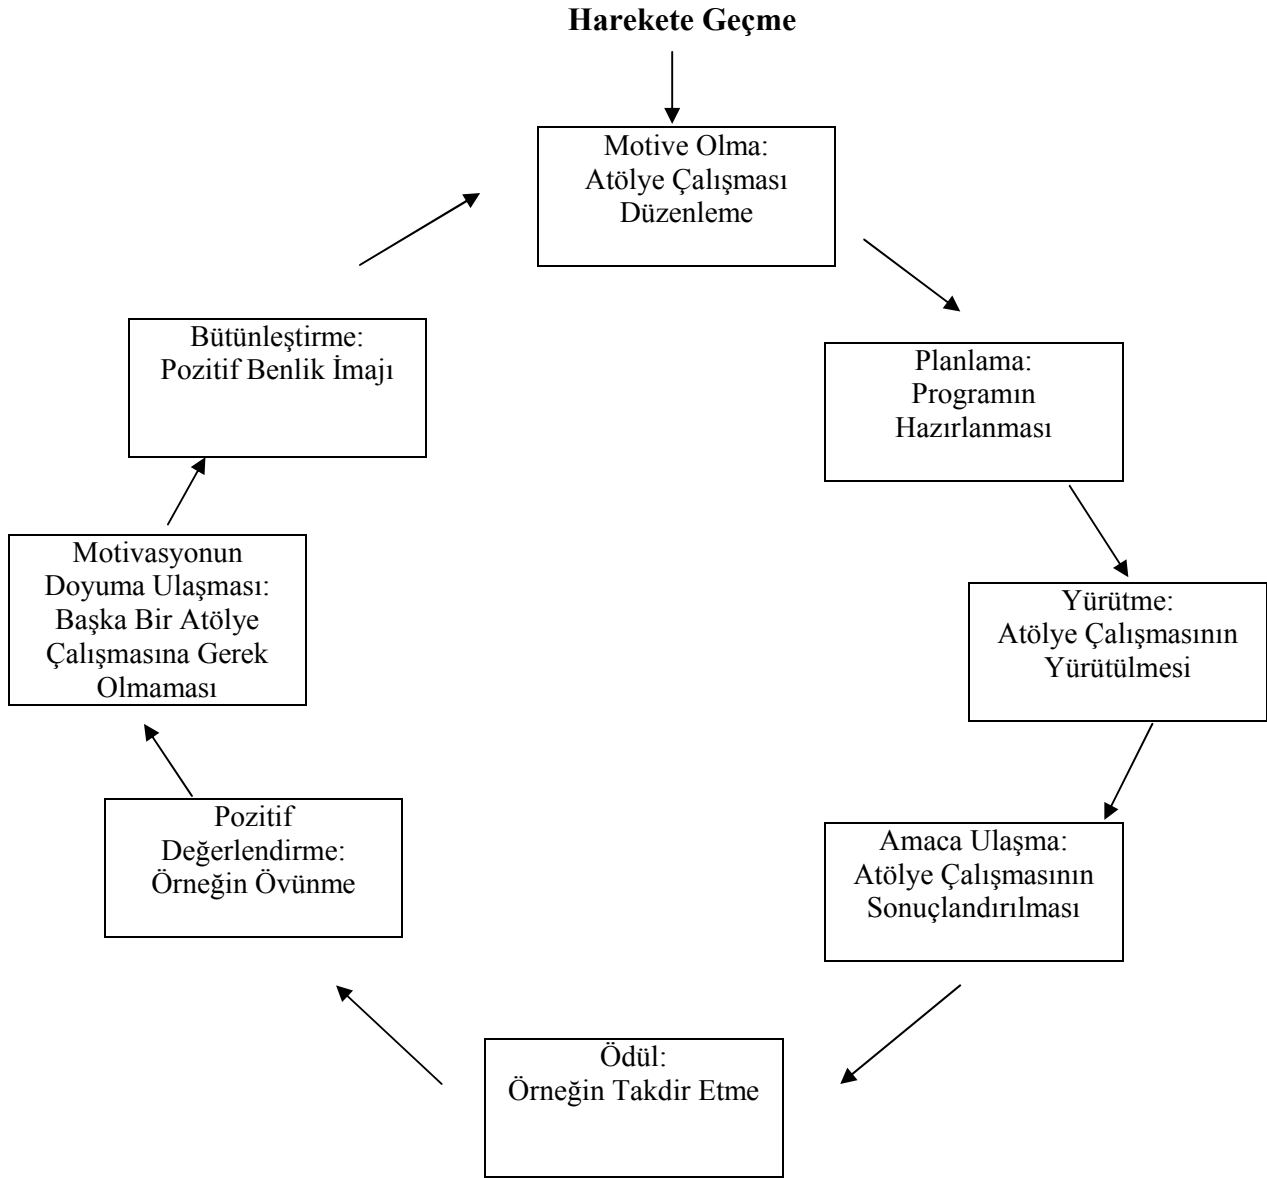 Harekete Geçme
Motive Olma:
Atölye Çalışması
Düzenleme
Planlama:
Programın
Hazırlanması
Yürütme:
Atölye Çalışmasının
Yürütülmesi
Amaca Ulaşma:
Atölye Çalışmasının
Sonuçlandırılması
Ödül:
Örneğin Takdir Etme
Pozitif
Değerlendirme:
Örneğin Övünme
Motivasyonun
Doyuma Ulaşması:
Başka Bir Atölye
Çalışmasına Gerek
Olmaması
Bütünleştirme:
Pozitif Benlik İmajı